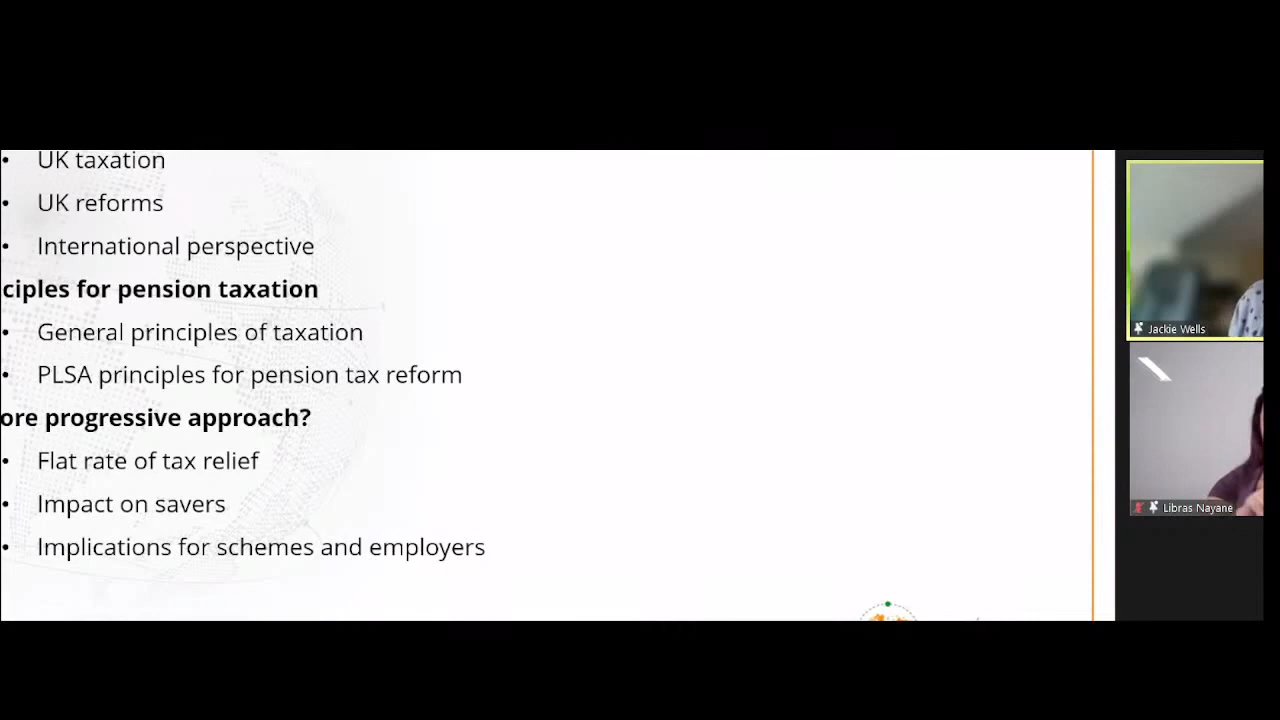 • UK taxation
• UK reforms
• International perspective
ciples for pension taxation
• General principles of taxation
• PLSA principles for pension tax reform
ore progressive approach?
• Flat rate of tax relief
• Impact on savers
• Implications for schemes and employers
Jackie Wells
Libras Nayane